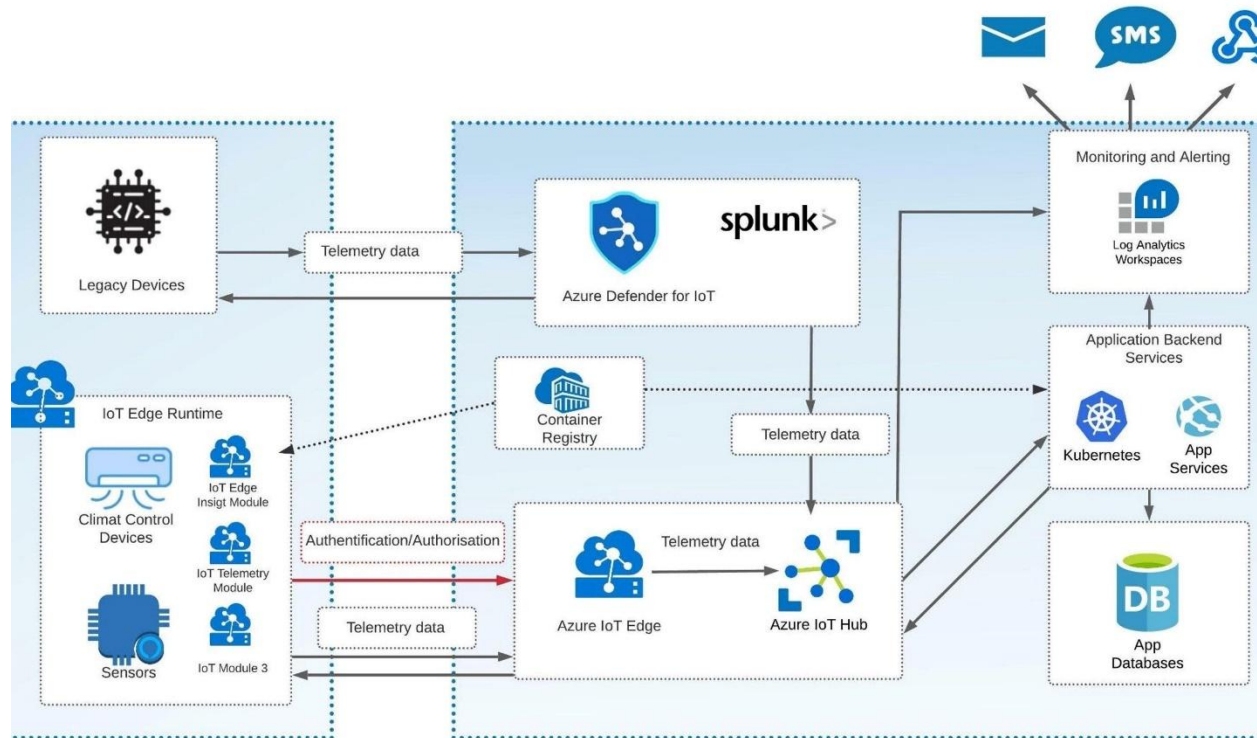 SMS
Monitoring and Alerting
Log Analytics
Workspaces
</>
Legacy Devices
Telemetry data
Azure Defender for IoT
splunk>
Container
Registry
Telemetry data
Application Backend
Services
Kubernetes
App
Services
IoT Edge Runtime
Climat Control
Devices
IoT Edge
Insigt Module
IoT Telemetry
Module
Sensors
IoT Module 3
Authentification/Authorisation
Telemetry data
Azure IoT Edge
Telemetry data
Azure IoT Hub
DB
App
Databases